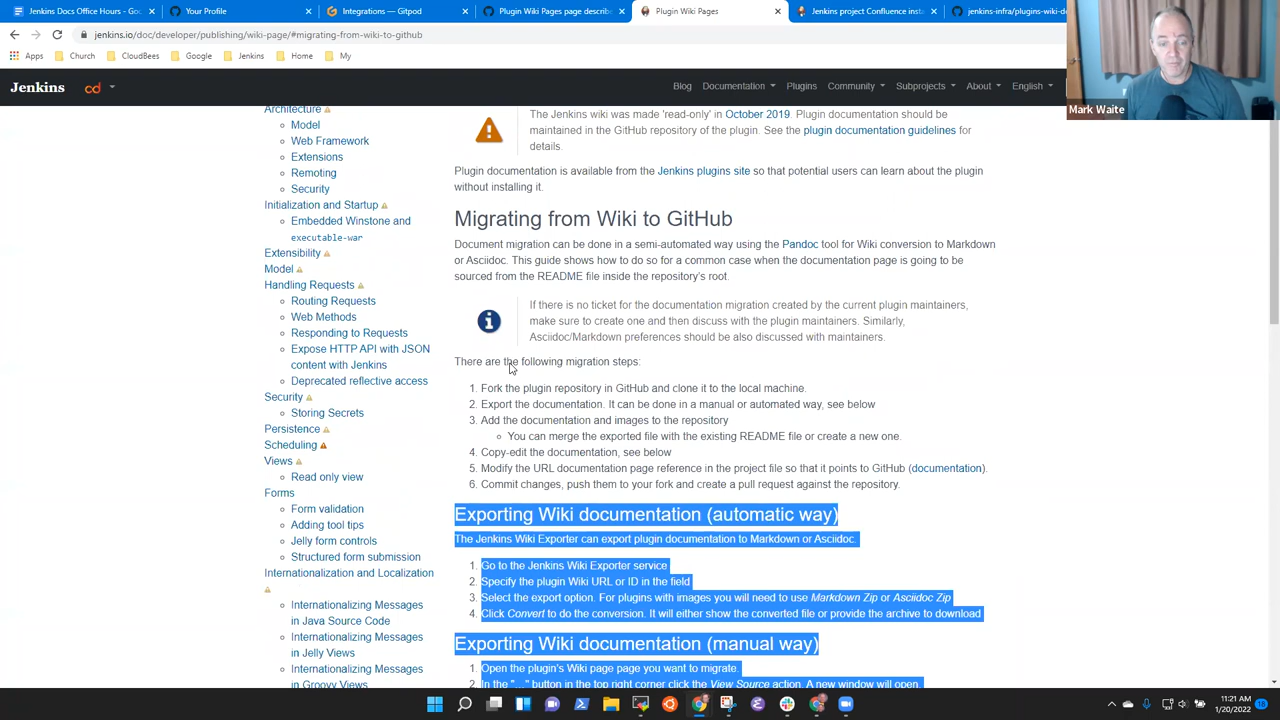 Jenkins Docs Office Hours - Goo
Your Profile
Integrations — Gitpod
Plugin Wiki Pages page describe
Plugin Wiki Pages
Jenkins project Confluence inst
jenkins-infra/plugins-wiki-d
jenkins.io/doc/developer/publishing/wiki-page/#migrating-from-wiki-to-github
Apps
Church
CloudBees
Google
Jenkins
Home
My
Mark Waite
Jenkins
cd
Blog
Documentation
Plugins
Community
Subprojects
About
English
Architecture
Model
Web Framework
Extensions
Remoting
Security
Initialization and Startup
Embedded Winstone and
executable-war
Extensibility
Model
Handling Requests
Routing Requests
Web Methods
Responding to Requests
Expose HTTP API with JSON
content with Jenkins
Deprecated reflective access
Security
Storing Secrets
Persistence
Scheduling
Views
Read only view
Forms
Form validation
Adding tool tips
Jelly form controls
Structured form submission
Internationalization and Localization
Internationalizing Messages
in Java Source Code
Internationalizing Messages
in Jelly Views
Internationalizing Messages
in Groovy Views
The Jenkins wiki was made 'read-only' in October 2019. Plugin documentation should be
maintained in the GitHub repository of the plugin. See the plugin documentation guidelines for
details.
Plugin documentation is available from the Jenkins plugins site so that potential users can learn about the plugin
without installing it.
Migrating from Wiki to GitHub
Document migration can be done in a semi-automated way using the Pandoc tool for Wiki conversion to Markdown
or Asciidoc. This guide shows how to do so for a common case when the documentation page is going to be
sourced from the README file inside the repository's root.
If there is no ticket for the documentation migration created by the current plugin maintainers,
make sure to create one and then discuss with the plugin maintainers. Similarly,
Asciidoc/Markdown preferences should be also discussed with maintainers.
There are the following migration steps:
1. Fork the plugin repository in GitHub and clone it to the local machine.
2. Export the documentation. It can be done in a manual or automated way, see below
3. Add the documentation and images to the repository
You can merge the exported file with the existing README file or create a new one.
4. Copy-edit the documentation, see below
5. Modify the URL documentation page reference in the project file so that it points to GitHub (documentation).
6. Commit changes, push them to your fork and create a pull request against the repository.
Exporting Wiki documentation (automatic way)
The Jenkins Wiki Exporter can export plugin documentation to Markdown or Asciidoc.
1. Go to the Jenkins Wiki Exporter service
2. Specify the plugin Wiki URL or ID in the field
3. Select the export option. For plugins with images you will need to use Markdown Zip or Asciidoc Zip
4. Click Convert to do the conversion. It will either show the converted file or provide the archive to download
Exporting Wiki documentation (manual way)
1. Open the plugin's Wiki page page you want to migrate.
2. In the "..." button in the top right corner click the View Source action. A new window will open.
11:21 AM
1/20/2022